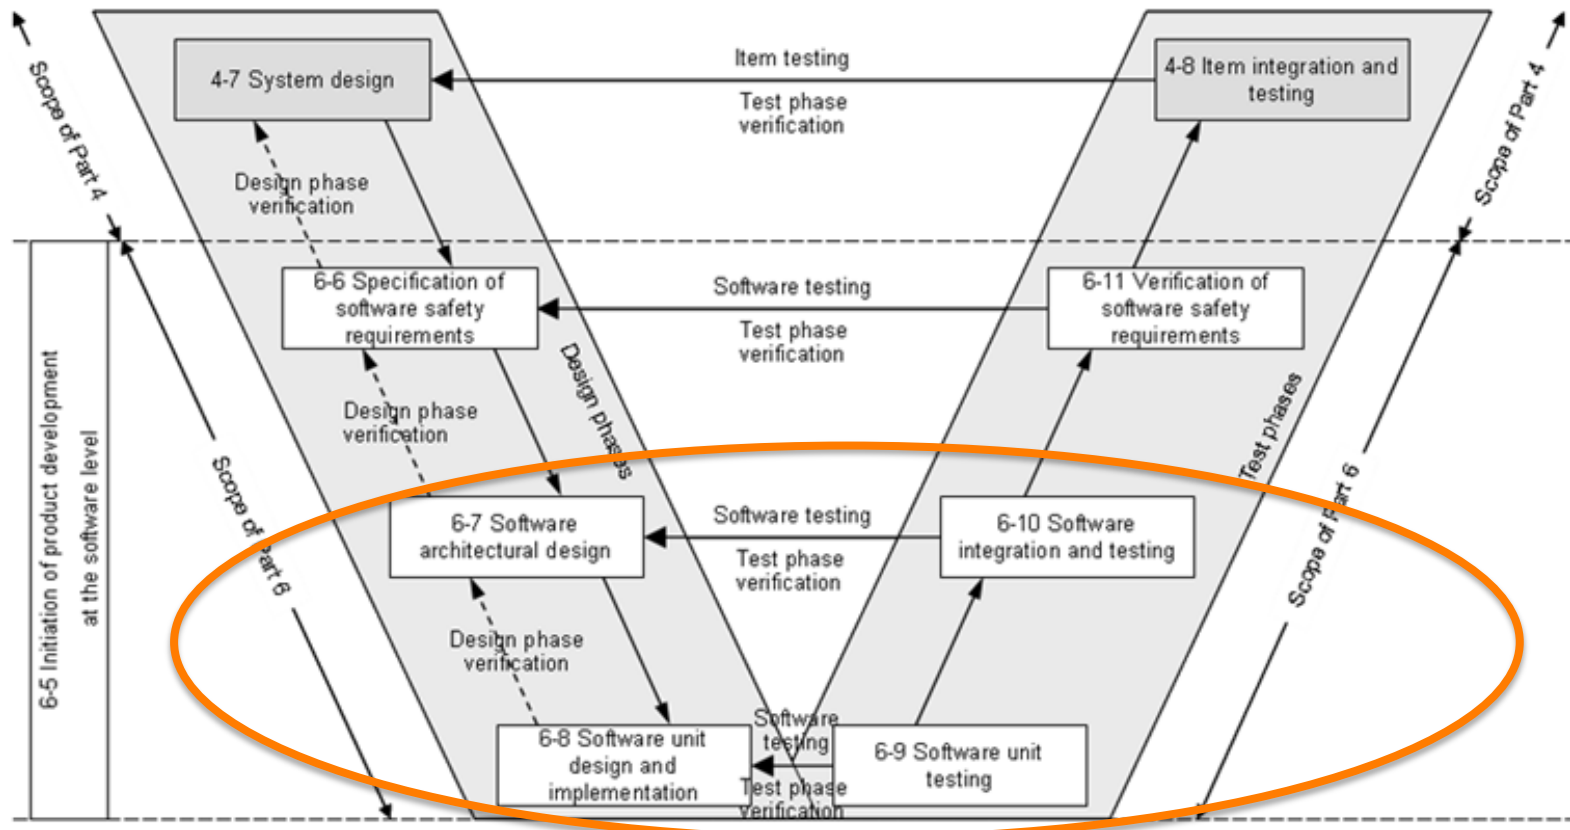 Scope of Part 4
4-7 System design
Item testing
Test phase
verification
4-8 Item integration and
testing
Scope of Part 4
Design phase
verification
6-5 Initiation of product development
at the software level
6-6 Specification of
software safety
requirements
Software testing
Test phase
verification
6-11 Verification of
software safety
requirements
Design phases
Test phases
Design phase
verification
Scope of Part 6
6-7 Software
architectural design
Software testing
Test phase
verification
6-10 Software
integration and testing
Scope of part 6
Design phase
verification
6-8 Software unit
design and
implementation
Software
testing
Test phase
verification
6-9 Software unit
testing